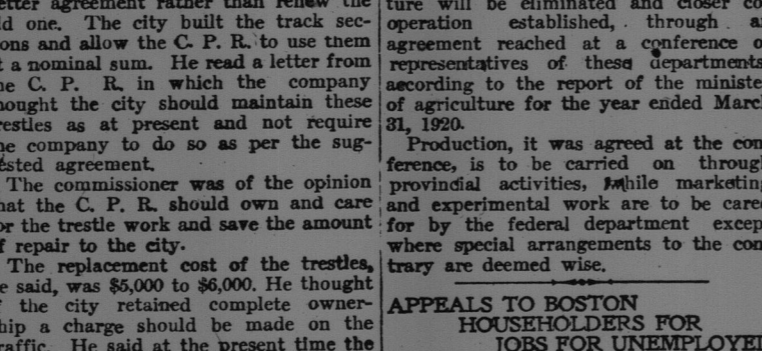 etter agreement rather than renew the
ld one. The city built the track sec-
ons and allow the C. P. R. to use them
t a nominal sum. He read a letter from
he C. P. R. in which the company
hought the city should maintain these
restles as at present and not require
he company to do so as per the sug-
ested agreement.
The commissioner was of the opinion
hat the C. P. R. should own and care
or the trestle work and save the amount
f repair to the city.
The replacement cost of the trestles,
e said, was $5,000 to $6,000. He thought
f the city retained complete owner-
hip a charge should be made on the
raffic. He said at the present time the
ture will be eliminated and closer co
operation established, through a
agreement reached at a conference o
representatives of these departments
according to the report of the ministe
of agriculture for the year ended Marc
31, 1920.
Production, it was agreed at the con
ference, is to be carried on throug
provincial activities, while marketin
and experimental work are to be care
for by the federal department excep
where special arrangements to the con
trary are deemed wise.
APPEALS TO BOSTON
HOUSEHOLDERS FOR
JOBS FOR UNEMPLOYE